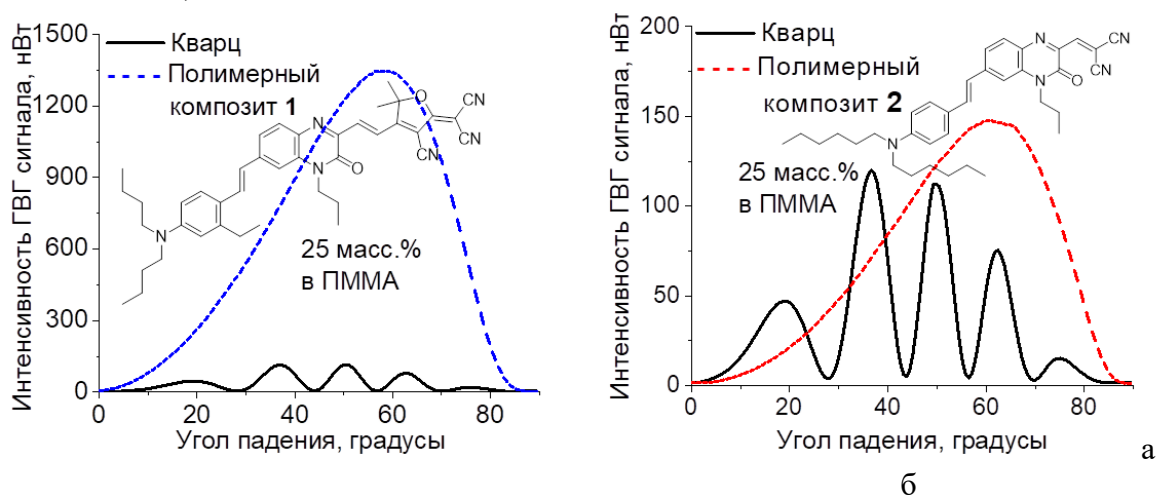 Интенсивность ГВГ сигнала, нВт
1500
1300
900
600
300
0
Кварц
Полимерный
композит 1
O
CN
CN
CN
N
N
O
N
25 масс.%
в ПММА
0
20
40
60
80
Угол падения, градусы
Интенсивность ГВГ сигнала, нВт
200
150
100
50
0
Кварц
Полимерный
композит 2
N
CN
CN
N
O
N
25 масс.%
в ПММА
0
20
40
60
80
Угол падения, градусы
а
б